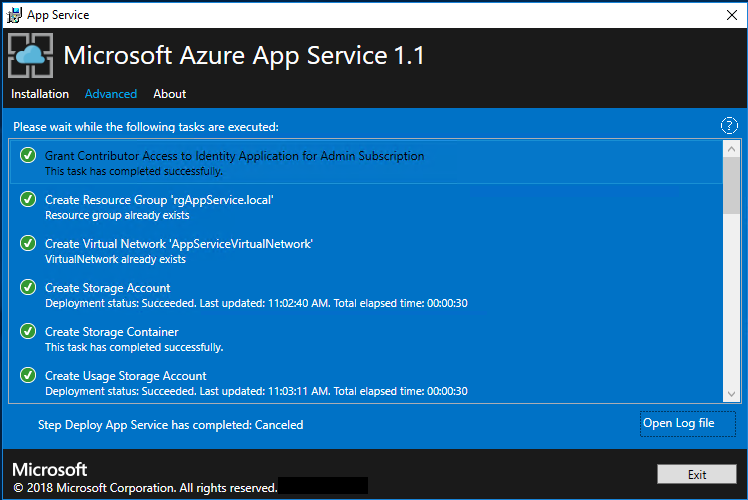 App Service
Microsoft Azure App Service 1.1
Installation Advanced About
Please wait while the following tasks are executed: ?
Grant Contributor Access to Identity Application for Admin Subscription
This task has completed successfully.
Create Resource Group 'rgAppService.local'
Resource group already exists
Create Virtual Network 'AppServiceVirtualNetwork'
VirtualNetwork already exists
Create Storage Account
Deployment status: Succeeded. Last updated: 11:02:40 AM. Total elapsed time: 00:00:30
Create Storage Container
This task has completed successfully.
Create Usage Storage Account
Deployment status: Succeeded. Last updated: 11:03:11 AM. Total elapsed time: 00:00:30
Step Deploy App Service has completed: Canceled
Open Log file
Microsoft
© 2018 Microsoft Corporation. All rights reserved.
Exit